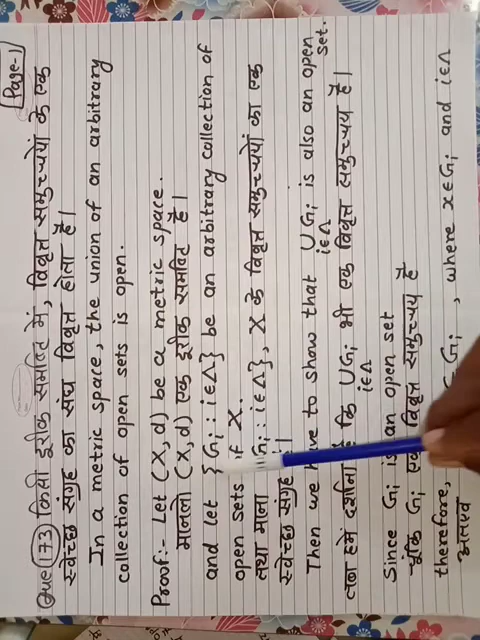 Page-1
Que 173 किसी दूरीक समष्टि में, विवृत्त समुच्चयों के एक
स्वेच्छ संग्रह का संघ विवृत्त होता है।
In a metric space, the union of an arbitrary
collection of open sets is open.
Proof:- Let (X, d) be a metric space.
मानलो (X, d) एक दूरीक समष्टि है।
and let {Gi : i∈Δ} be an arbitrary collection of
open sets of X.
तथा माना Gi : i∈Δ}, X के विवृत्त समुच्चयों का एक
स्वेच्छ संग्रह है।
Then we have to show that ∪ Gi is also an open set.
i∈Δ
तब हमें दर्शाना है कि ∪ Gi भी एक विवृत्त समुच्चय है।
i∈Δ
Since Gi is an open set
चूंकि Gi एक विवृत्त समुच्चय है
therefore, Gi , where x∈Gi and i∈Δ
अतएव